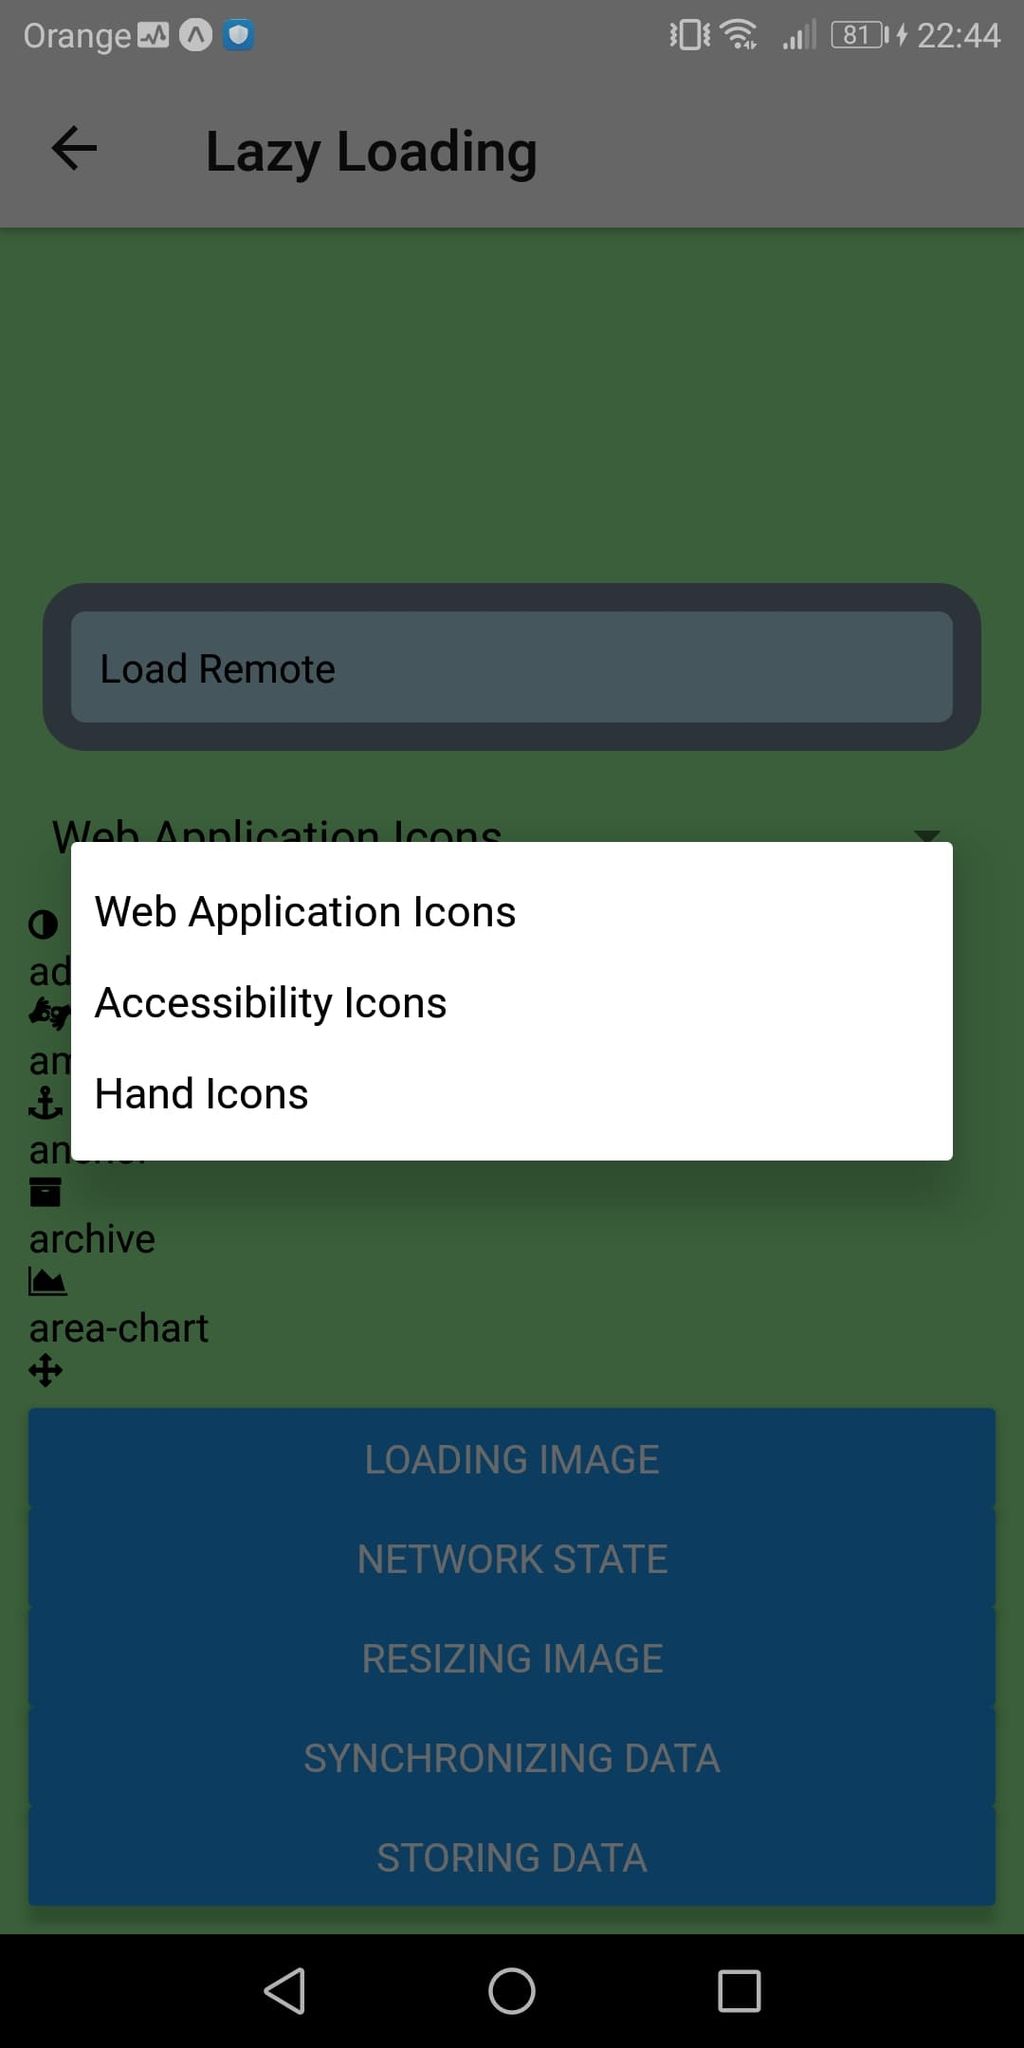 Orange 81 22:44
Lazy Loading
Load Remote
Web Application Icons
Web Application Icons
ad
Accessibility Icons
am
Hand Icons
anchor
archive
area-chart
LOADING IMAGE
NETWORK STATE
RESIZING IMAGE
SYNCHRONIZING DATA
STORING DATA